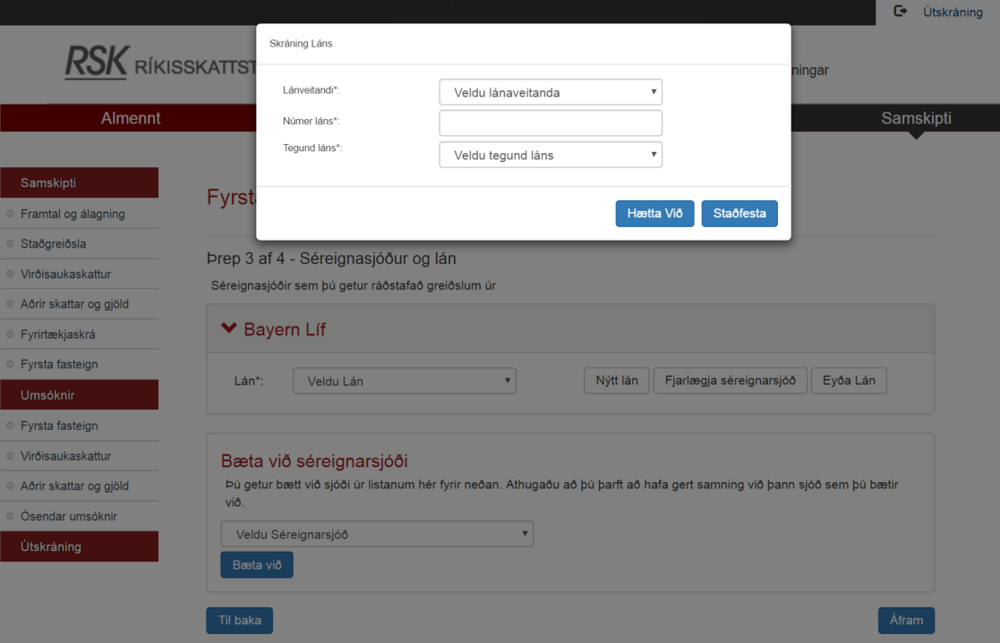 Útskráning
Skráning Láns
RSK RÍKISSKATTST
ningar
Lánveitandi*:
Veldu lánaveitanda
Númer láns*:
Tegund láns*:
Veldu tegund láns
Hætta Við
Staðfesta
Almennt
Samskipti
Samskipti
Framtal og álagning
Staðgreiðsla
Virðisaukaskattur
Aðrir skattar og gjöld
Fyrirtækjaskrá
Fyrsta fasteign
Umsóknir
Fyrsta fasteign
Virðisaukaskattur
Aðrir skattar og gjöld
Ósendar umsóknir
Útskráning
Fyrst
Þrep 3 af 4 - Séreignasjóður og lán
Séreignasjóðir sem þú getur ráðstafað greiðslum úr
Bayern Líf
Lán*:
Veldu Lán
Nýtt lán
Fjarlægja séreignarsjóð
Eyða Lán
Bæta við séreignarsjóði
Þú getur bætt við sjóði úr listanum hér fyrir neðan. Athugaðu að þú þarft að hafa gert samning við þann sjóð sem þú bætir
við.
Veldu Séreignarsjóð
Bæta við
Til baka
Áfram